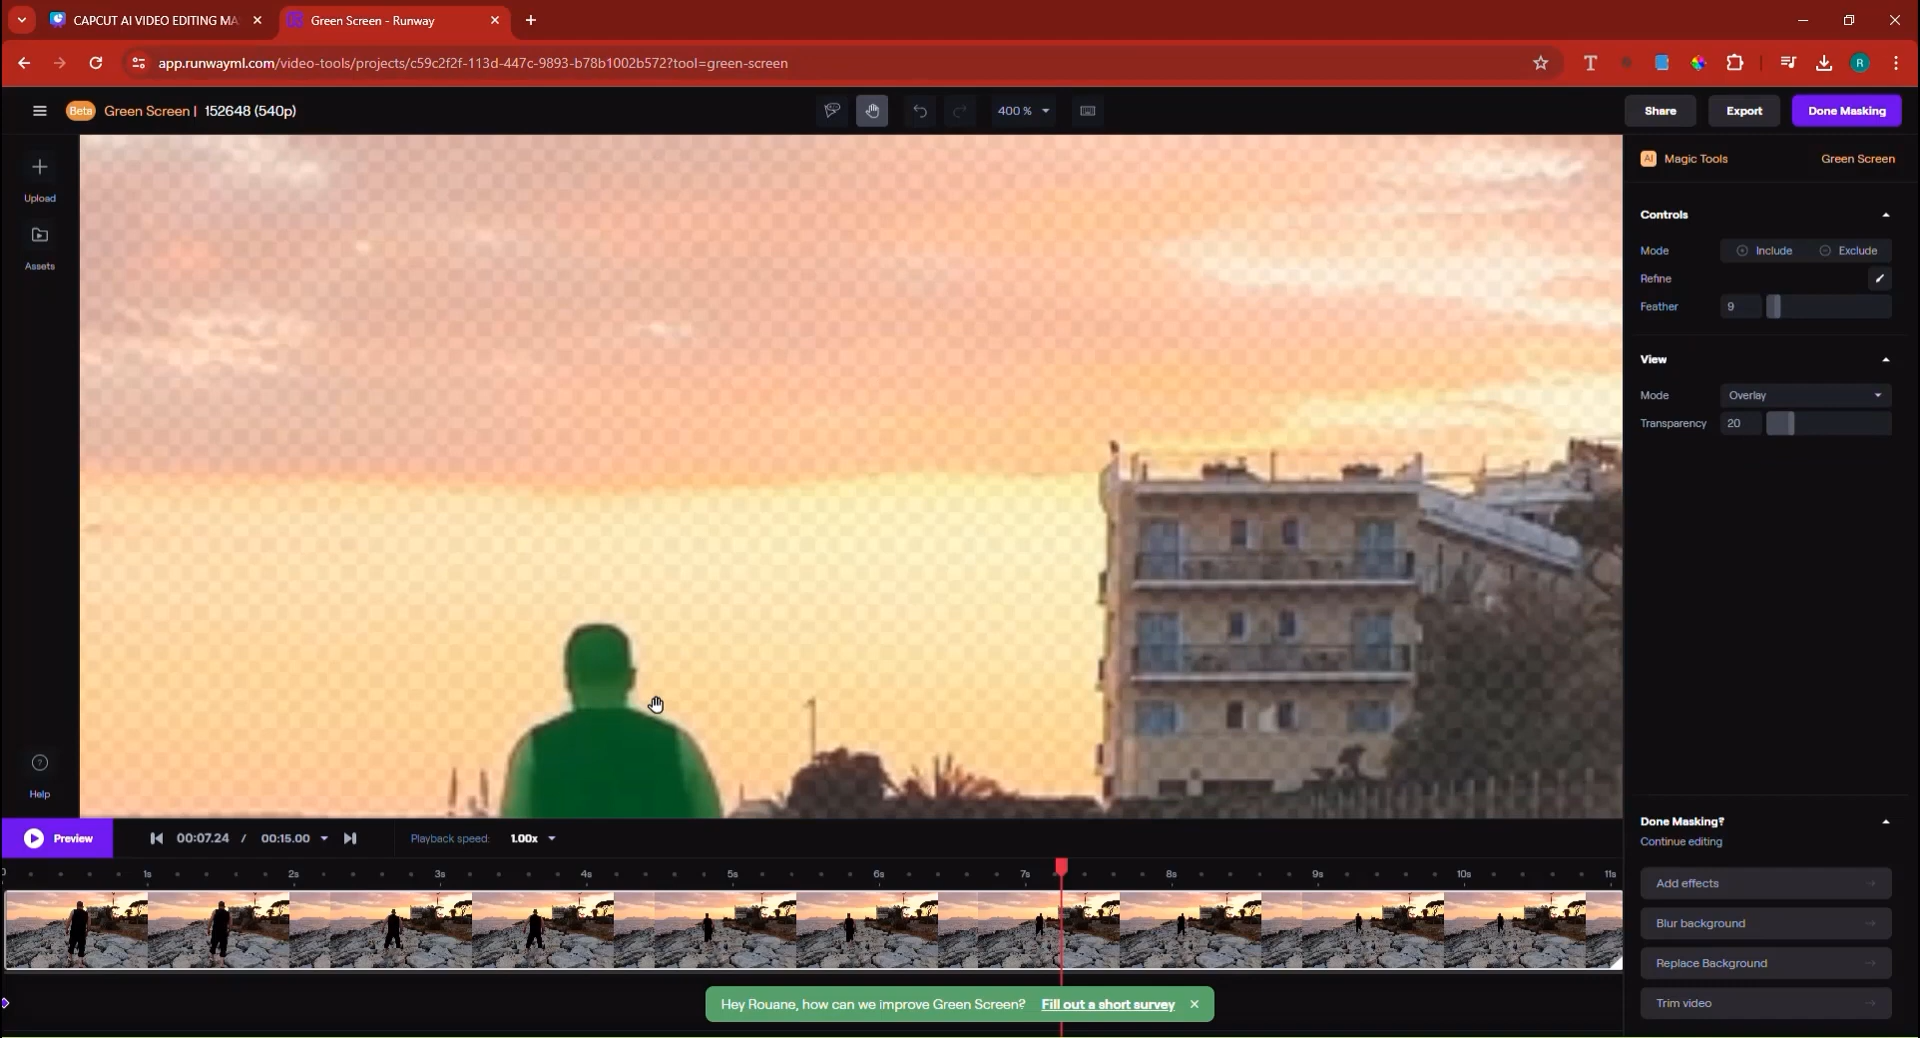 CAPCUT AI VIDEO EDITING MA
Green Screen - Runway
app.runwayml.com/video-tools/projects/c59c2f2f-113d-447c-9893-b78b1002b572?tool=green-screen
T
R
Beta Green Screen | 152648 (540p)
400 %
Share
Export
Done Masking
Upload
Assets
Help
AI Magic Tools
Green Screen
Controls
Mode
Include
Exclude
Refine
Feather
9
View
Mode
Overlay
Transparency
20
Done Masking?
Continue editing
Add effects
Blur background
Replace Background
Trim video
Preview
00:07.24 / 00:15.00
Playback speed: 1.00x
0 1s 2s 3s 4s 5s 6s 7s 8s 9s 10s 11s
Hey Rouane, how can we improve Green Screen? Fill out a short survey